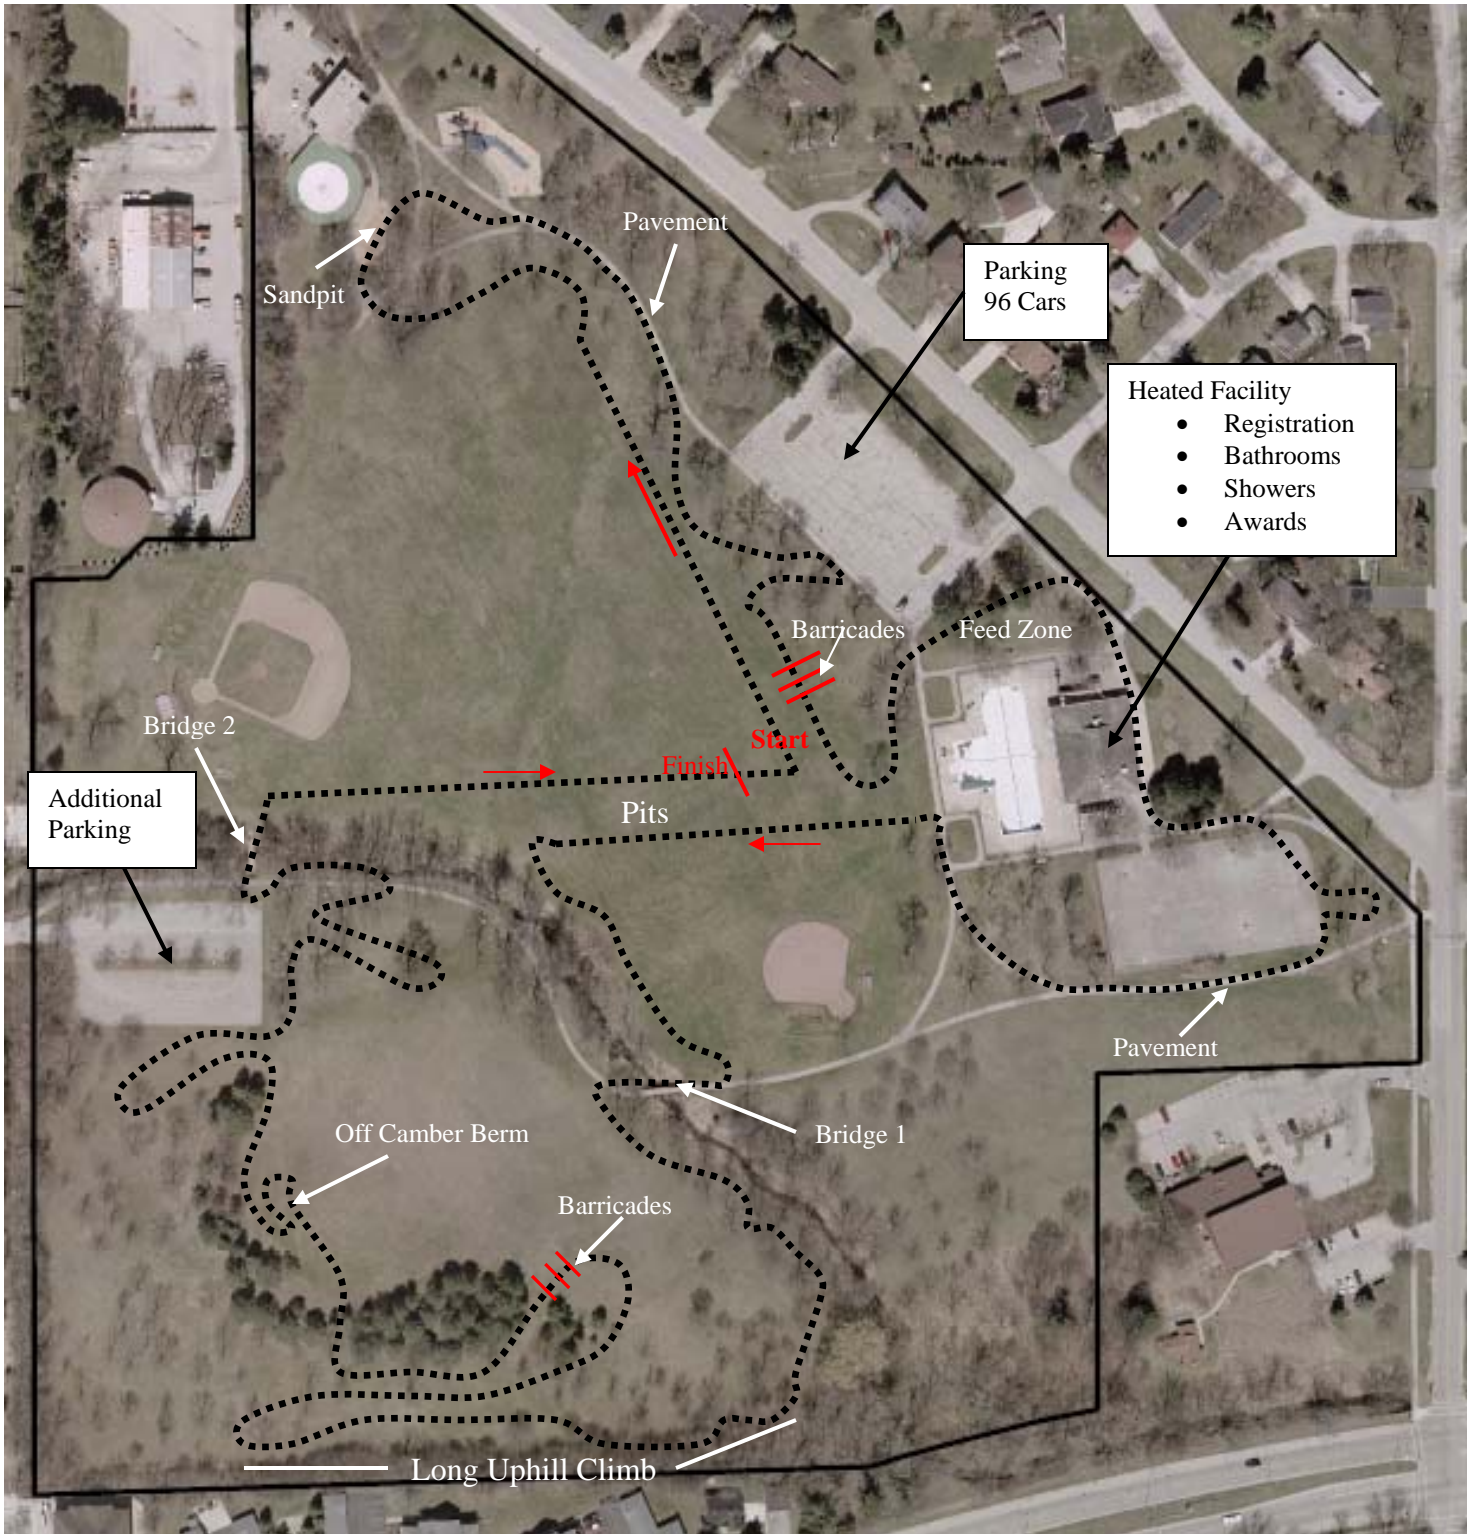 Pavement
Sandpit
Parking
96 Cars
Heated Facility
• Registration
• Bathrooms
• Showers
• Awards
Barricades
Feed Zone
Bridge 2
Start
Finish
Additional
Parking
Pits
Pavement
Off Camber Berm
Bridge 1
Barricades
Long Uphill Climb